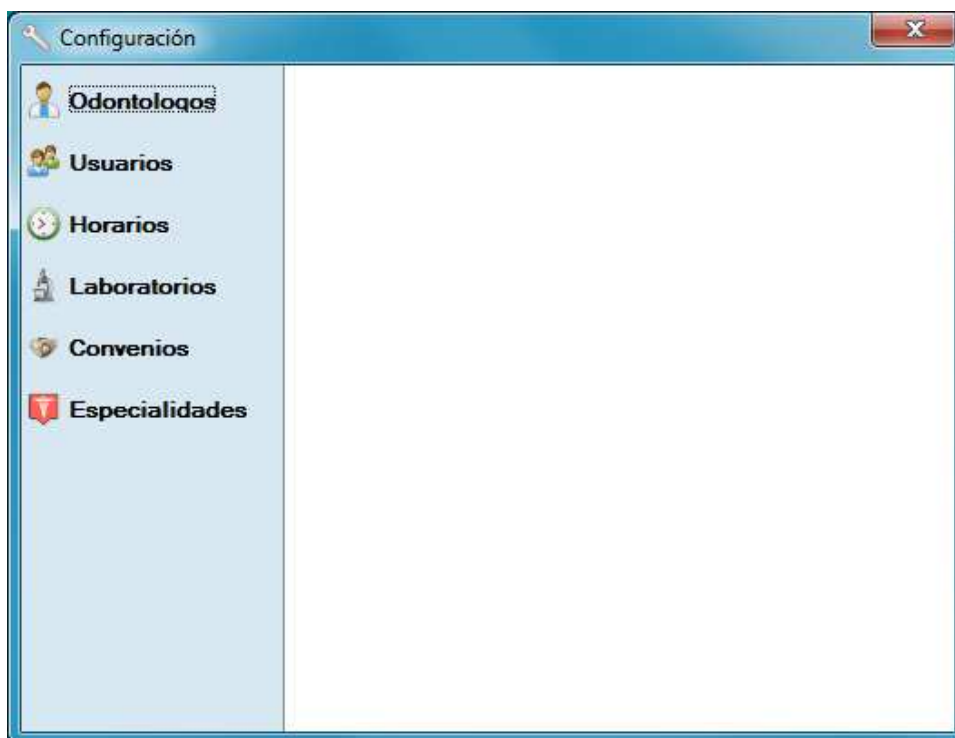 Configuración
Odontologos
Usuarios
Horarios
Laboratorios
Convenios
Especialidades